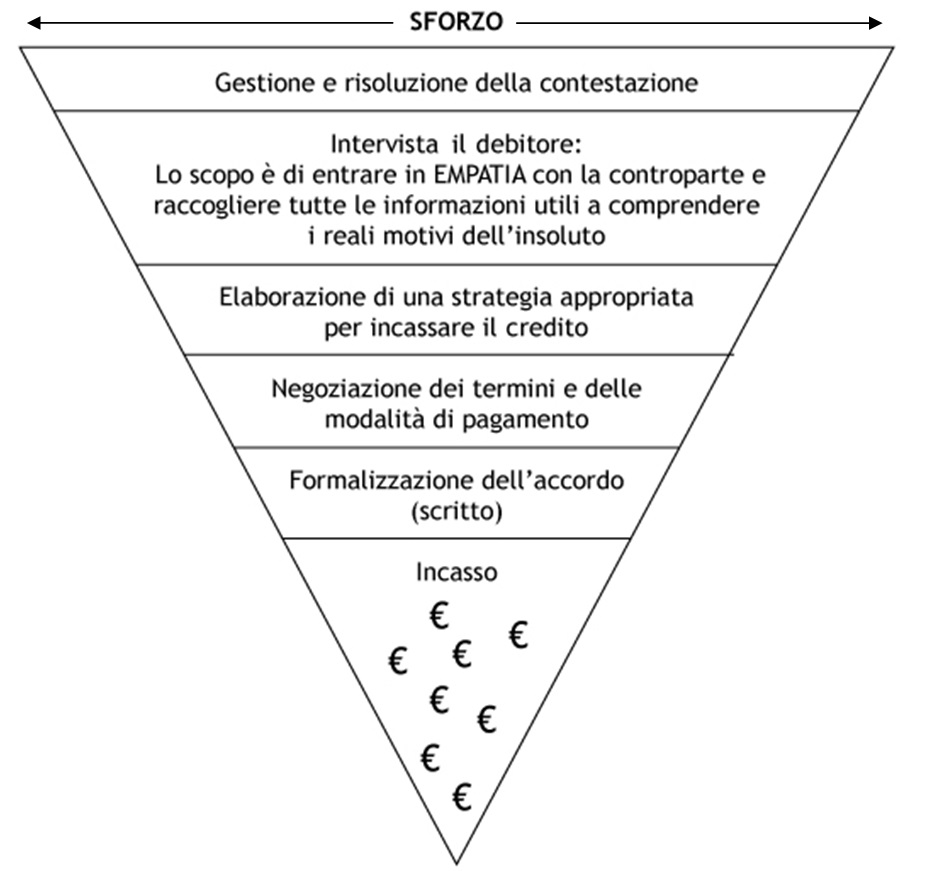 SFORZO
Gestione e risoluzione della contestazione
Intervista il debitore:
Lo scopo è di entrare in EMPATIA con la controparte e
raccogliere tutte le informazioni utili a comprendere
i reali motivi dell’insoluto
Elaborazione di una strategia appropriata
per incassare il credito
Negoziazione dei termini e delle
modalità di pagamento
Formalizzazione dell’accordo
(scritto)
Incasso
€
€
€ €
€
€
€
€